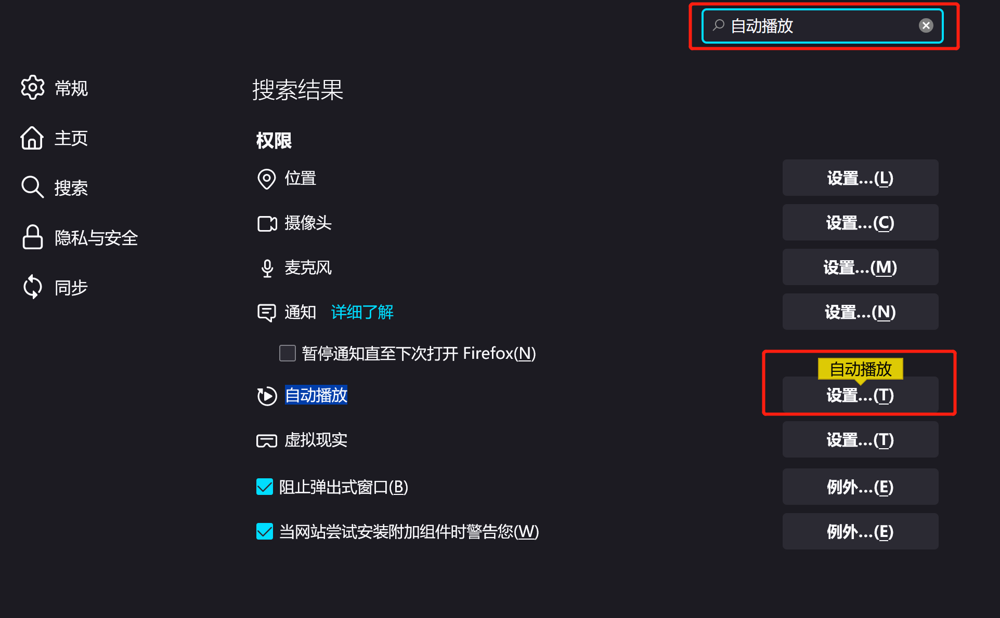 自动播放
常规
主页
搜索
隐私与安全
同步
搜索结果
权限
位置 设置...(L)
摄像头 设置...(C)
麦克风 设置...(M)
通知 详细了解 设置...(N)
暂停通知直至下次打开 Firefox(N)
自动播放
自动播放 设置...(T)
虚拟现实 设置...(T)
阻止弹出式窗口(B) 例外...(E)
当网站尝试安装附加组件时警告您(W) 例外...(E)